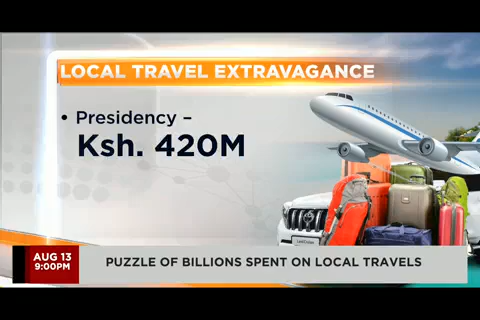 LOCAL TRAVEL EXTRAVAGANCE
• Presidency –
Ksh. 420M
AUG 13
9:00PM
PUZZLE OF BILLIONS SPENT ON LOCAL TRAVELS